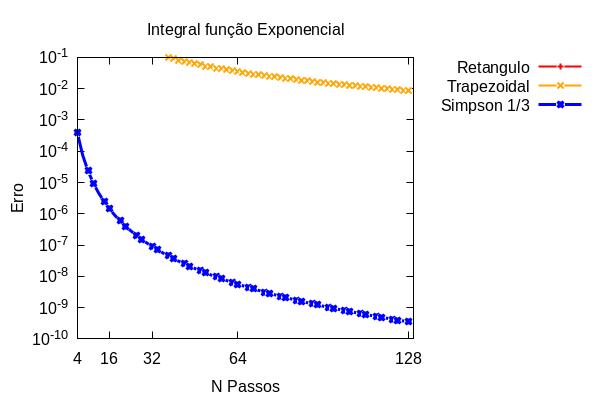 Integral função Exponencial
Retangulo
Trapezoidal
Simpson 1/3
Erro
10^-1
10^-2
10^-3
10^-4
10^-5
10^-6
10^-7
10^-8
10^-9
10^-10
4 16 32 64 128
N Passos